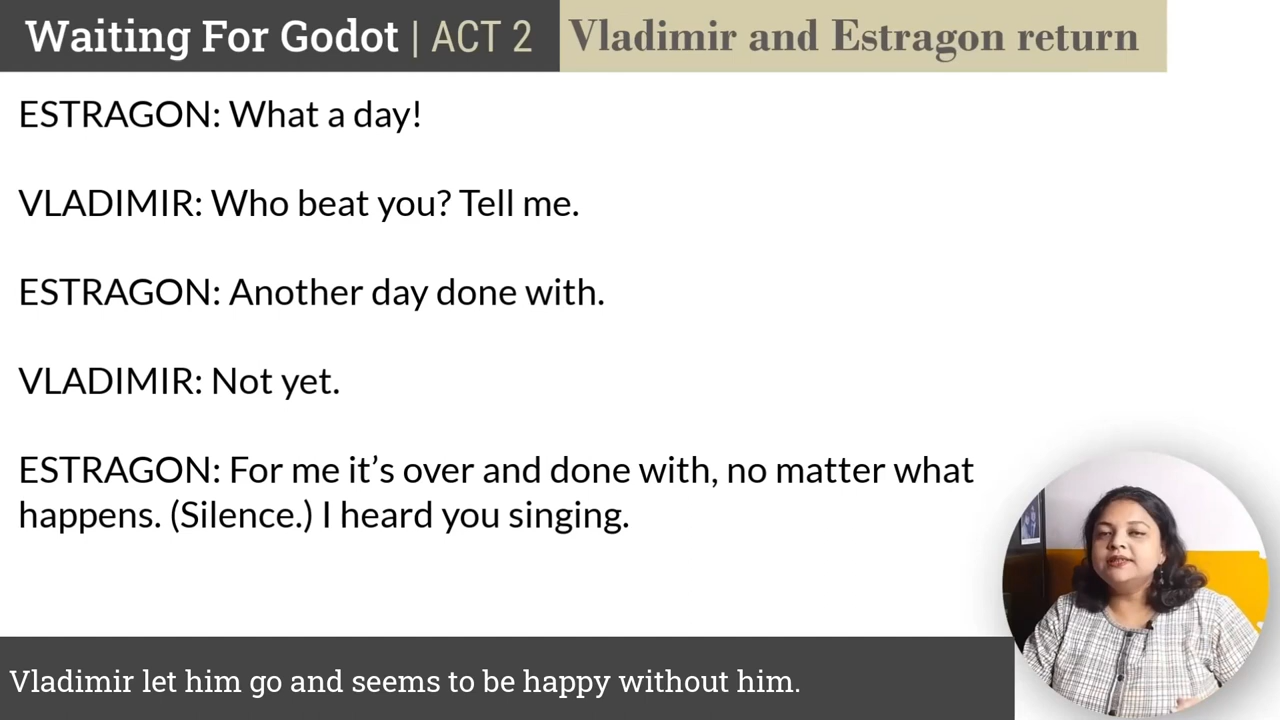 Waiting For Godot | ACT 2 Vladimir and Estragon return
ESTRAGON: What a day!
VLADIMIR: Who beat you? Tell me.
ESTRAGON: Another day done with.
VLADIMIR: Not yet.
ESTRAGON: For me it’s over and done with, no matter what
happens. (Silence.) I heard you singing.
Vladimir let him go and seems to be happy without him.